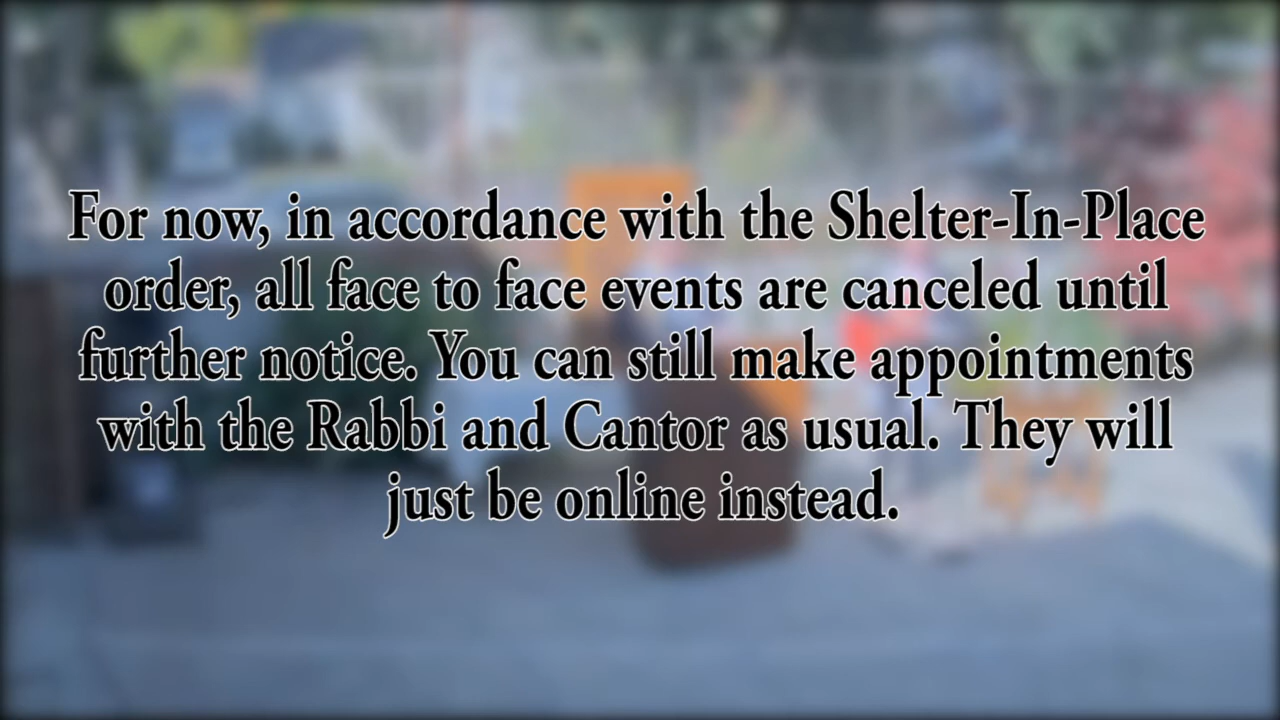 For now, in accordance with the Shelter-In-Place
order, all face to face events are canceled until
further notice. You can still make appointments
with the Rabbi and Cantor as usual. They will
just be online instead.